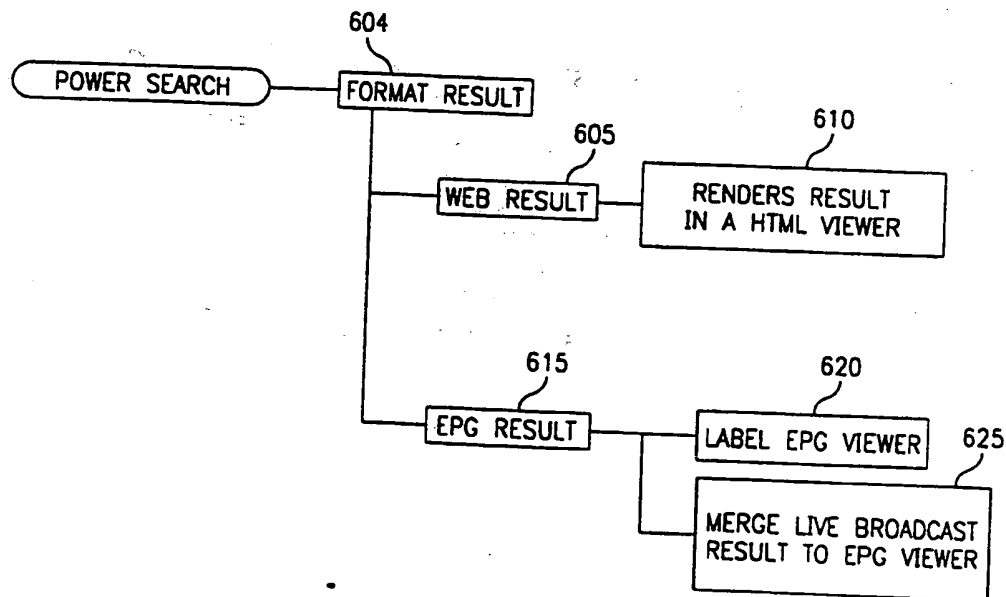 604
POWER SEARCH
FORMAT RESULT
605
610
WEB RESULT
RENDERS RESULT
IN A HTML VIEWER
615
620
EPG RESULT
LABEL EPG VIEWER
625
MERGE LIVE BROADCAST
RESULT TO EPG VIEWER